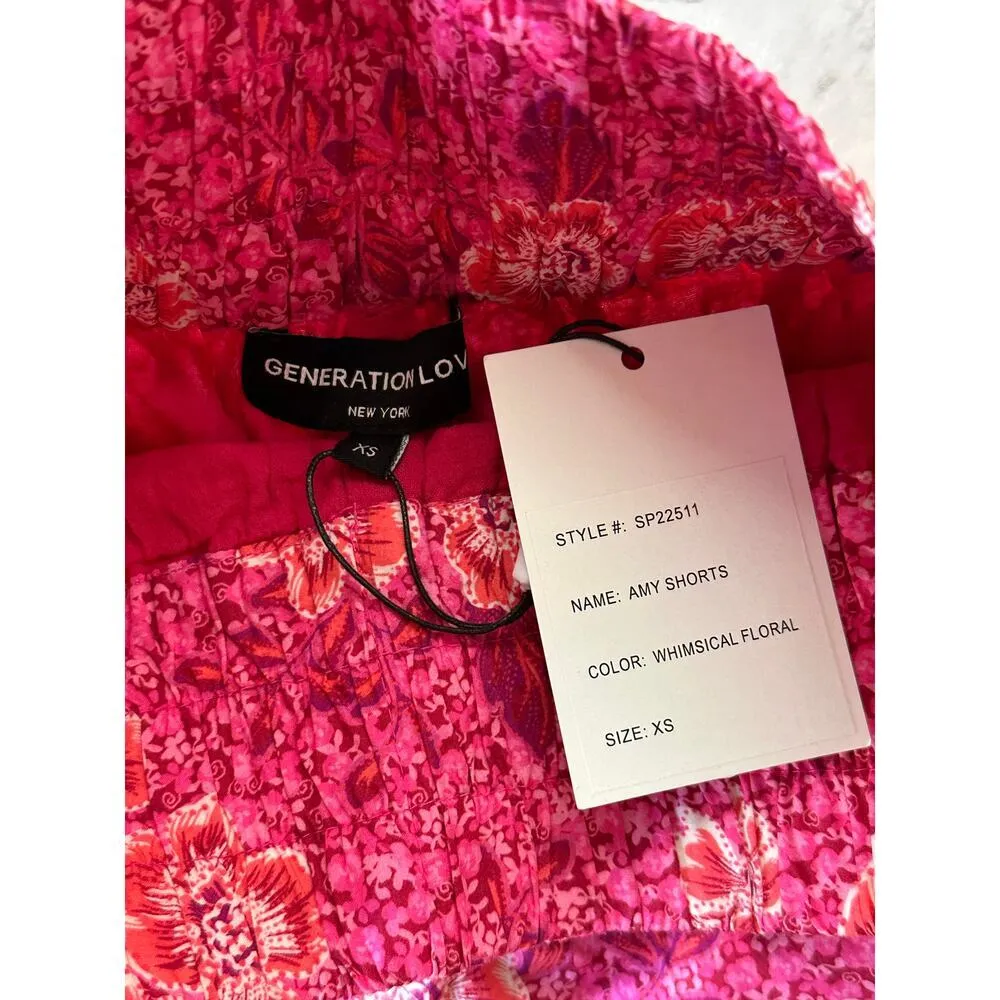 GENERATION LOV
NEW YORK
XS
STYLE #: SP22511
NAME: AMY SHORTS
COLOR: WHIMSICAL FLORAL
SIZE: XS